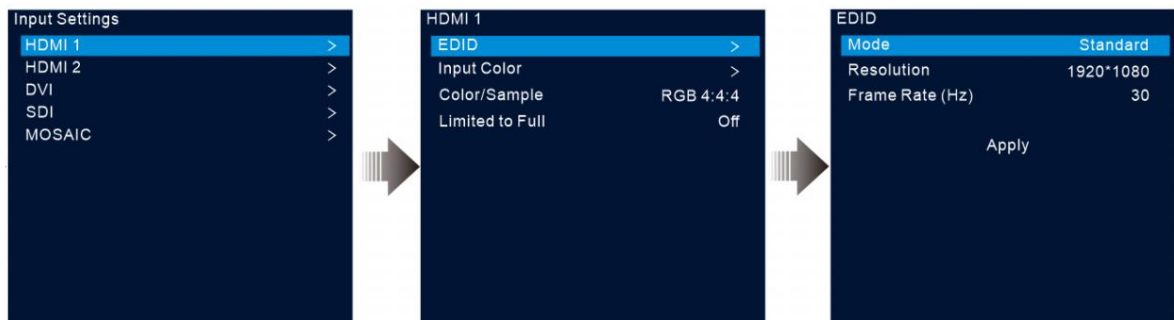 Input Settings
HDMI 1 >
HDMI 2 >
DVI >
SDI >
MOSAIC >
HDMI 1
EDID >
Input Color >
Color/Sample RGB 4:4:4
Limited to Full Off
EDID
Mode Standard
Resolution 1920*1080
Frame Rate (Hz) 30
Apply